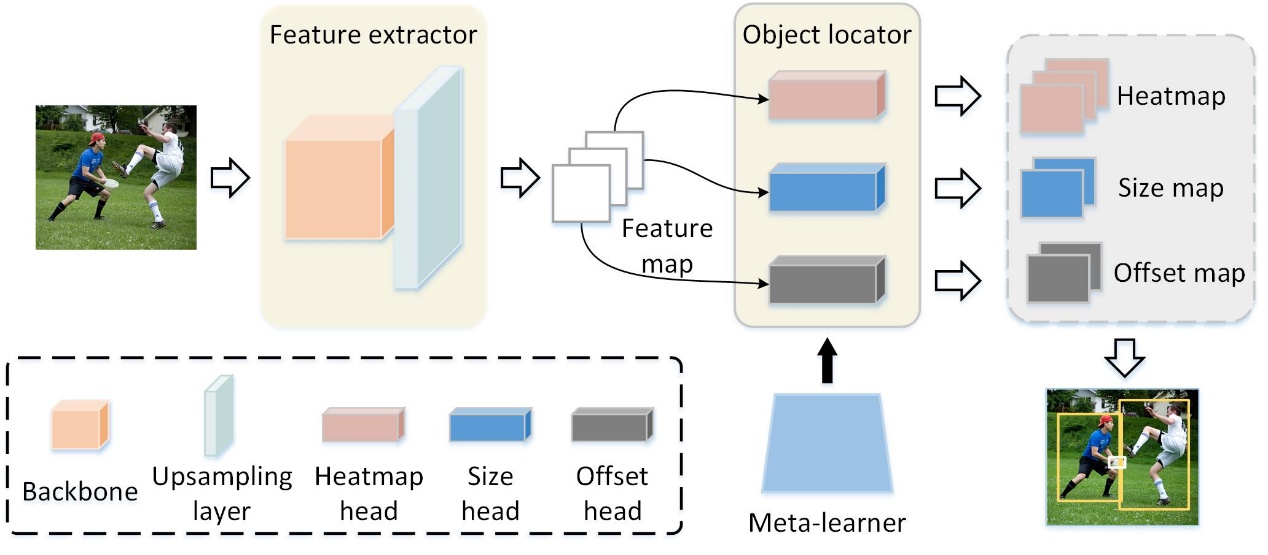 Feature extractor
Object locator
Heatmap
Size map
Offset map
Feature
map
Backbone
Upsampling
layer
Heatmap
head
Size
head
Offset
head
Meta-learner